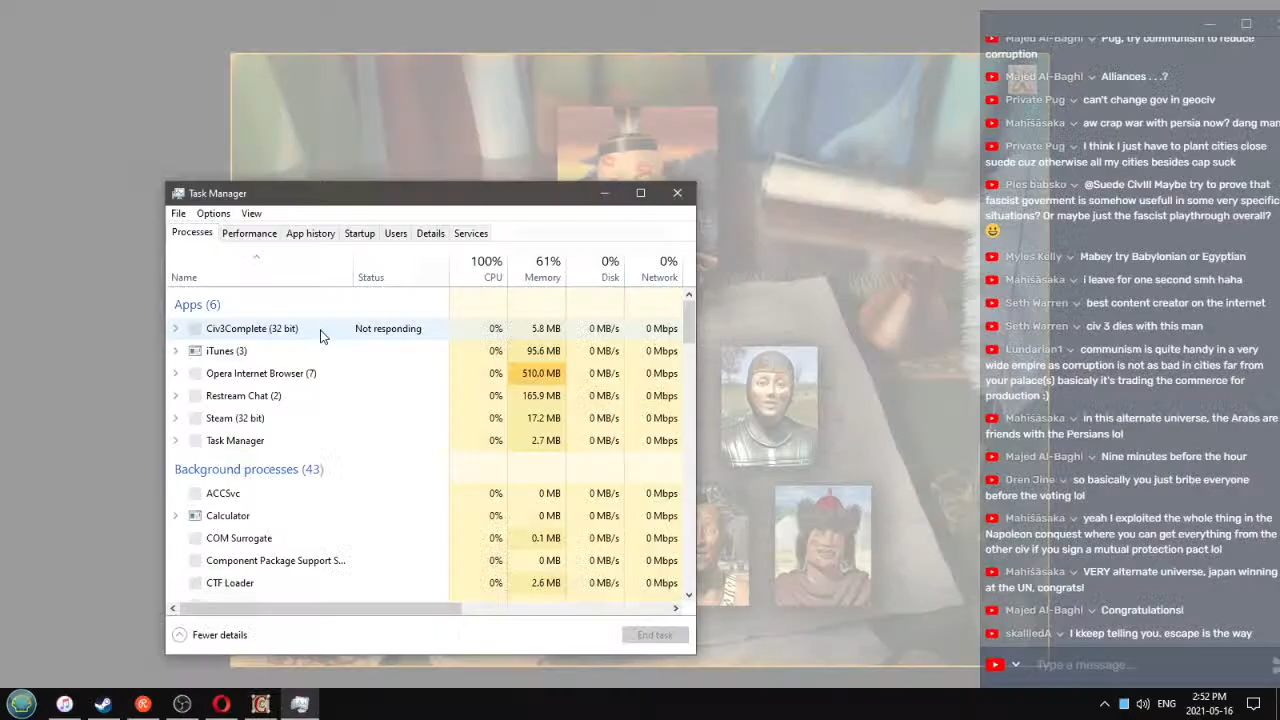 Task Manager
File Options View
Processes Performance App history Startup Users Details Services
100% 61% 0% 0%
Name Status CPU Memory Disk Network
Apps (6)
Civ3Complete (32 bit) Not responding 0% 5.8 MB 0 MB/s 0 Mbps
iTunes (3) 0% 95.6 MB 0 MB/s 0 Mbps
Opera Internet Browser (7) 0% 510.0 MB 0 MB/s 0 Mbps
Restream Chat (2) 0% 165.9 MB 0 MB/s 0 Mbps
Steam (32 bit) 0% 17.2 MB 0 MB/s 0 Mbps
Task Manager 0% 2.7 MB 0 MB/s 0 Mbps
Background processes (43)
ACCSvc 0% 0 MB 0 MB/s 0 Mbps
Calculator 0% 0 MB 0 MB/s 0 Mbps
COM Surrogate 0% 0.1 MB 0 MB/s 0 Mbps
Component Package Support S... 0% 0 MB 0 MB/s 0 Mbps
CTF Loader 0% 2.6 MB 0 MB/s 0 Mbps
Fewer details
End task
Majed Al-Baghl Pug, try communism to reduce
corruption
Majed Al-Baghl Alliances . . .?
Private Pug can't change gov in geociv
Mahīśāsaka aw crap war with persia now? dang man
Private Pug I think I just have to plant cities close
suede cuz otherwise all my cities besides cap suck
Pies babsko @Suede CivIII Maybe try to prove that
fascist goverment is somehow usefull in some very specific
situations? Or maybe just the fascist playthrough overall?
Myles Kelly Mabey try Babylonian or Egyptian
Mahīśāsaka i leave for one second smh haha
Seth Warren best content creator on the internet
Seth Warren civ 3 dies with this man
Lundarian1 communism is quite handy in a very
wide empire as corruption is not as bad in cities far from
your palace(s) basicaly it's trading the commerce for
production :)
Mahīśāsaka in this alternate universe, the Arabs are
friends with the Persians lol
Majed Al-Baghl Nine minutes before the hour
Oren Jine so basically you just bribe everyone
before the voting lol
Mahīśāsaka yeah I exploited the whole thing in the
Napoleon conquest where you can get everything from the
other civ if you sign a mutual protection pact lol
Mahīśāsaka VERY alternate universe, japan winning
at the UN, congrats!
Majed Al-Baghl Congratulations!
skallledA I kkeep telling you. escape is the way
Type a message...
ENG
2:52 PM
2021-05-16